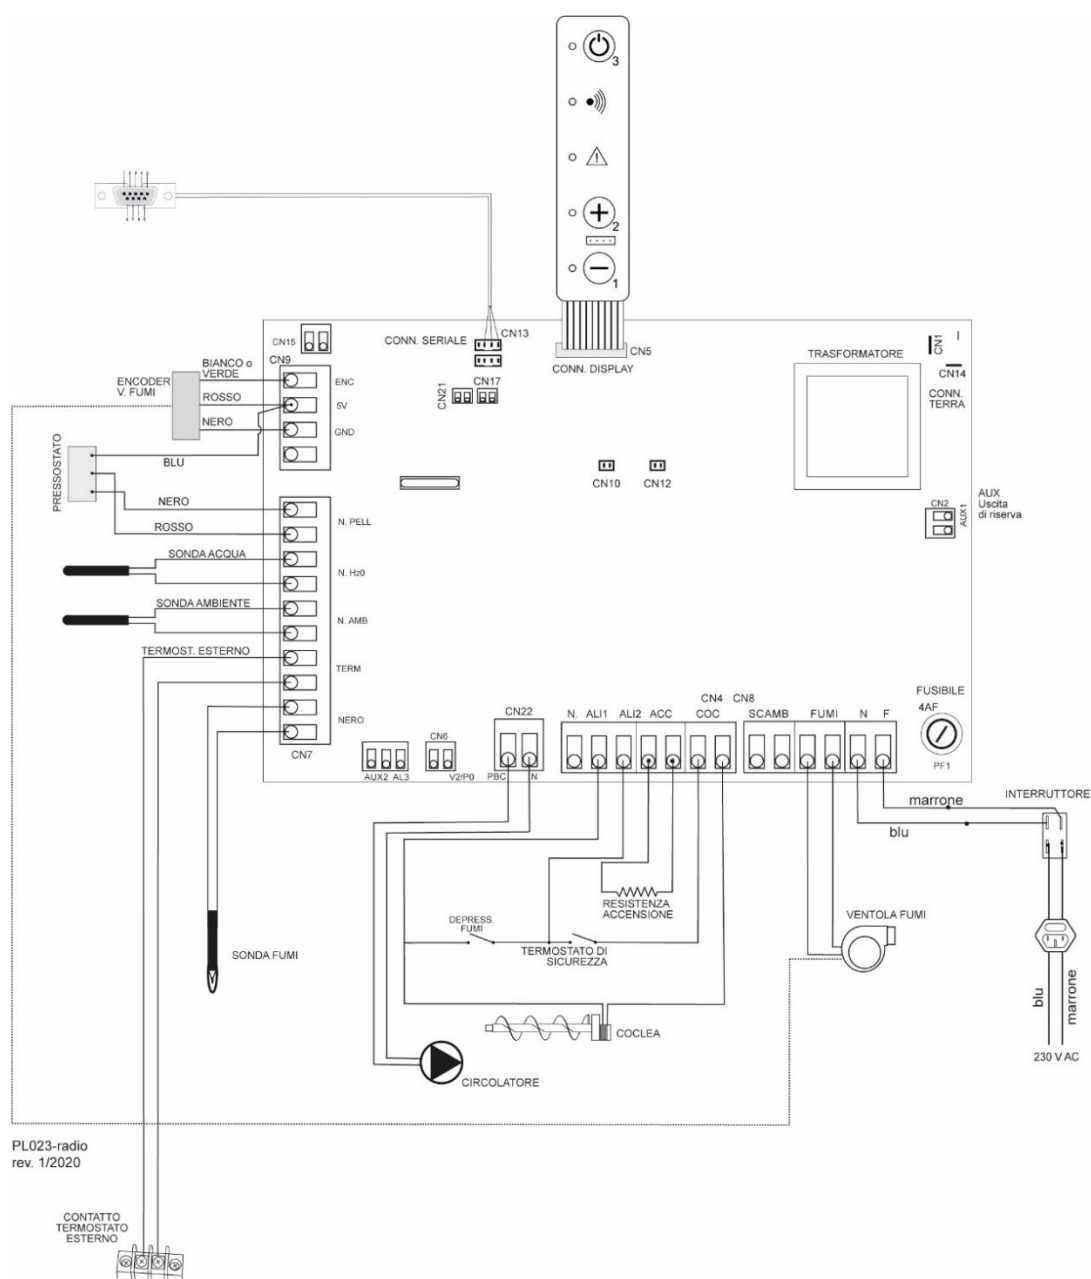 3
2
1
CN13
CONN. SERIALE
CN5
CONN. DISPLAY
CN15
CN9
CN17
CN21
TRASFORMATORE
CN1
CN14
CONN.
TERRA
ENCODER
V. FUMI
BIANCO o
VERDE
ROSSO
NERO
BLU
ENC
5V
GND
PRESSOSTATO
NERO
ROSSO
N. PELL
CN10
CN12
CN2
AUX1
AUX
Uscita
di riserva
SONDA ACQUA
N. H20
SONDA AMBIENTE
N. AMB
TERMOST. ESTERNO
TERM
NERO
CN7
CN6
AUX2 AL3
V2/P0
CN22
PBC
N
CN4 CN8
N. ALI1 ALI2 ACC COC
SCAMB FUMI N F
FUSIBILE
4AF
PF1
marrone
blu
INTERRUTTORE
RESISTENZA
ACCENSIONE
DEPRESS.
FUMI
TERMOSTATO DI
SICUREZZA
VENTOLA FUMI
SONDA FUMI
COCLEA
CIRCOLATORE
blu
marrone
230 V AC
PL023-radio
rev. 1/2020
CONTATTO
TERMOSTATO
ESTERNO